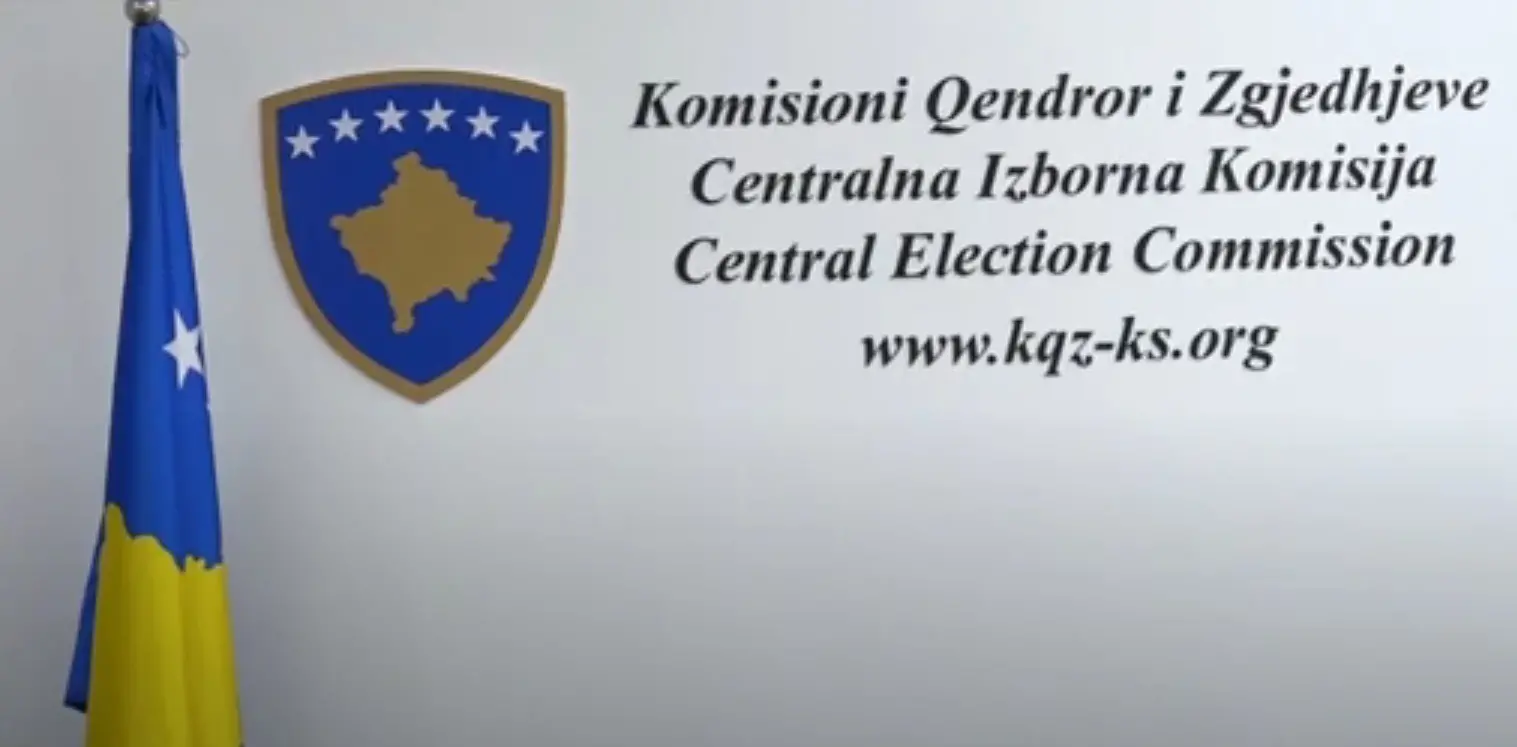 Komisioni Qendror i Zgjedhjeve
Centralna Izborna Komisija
Central Election Commission
www.kqz-ks.org